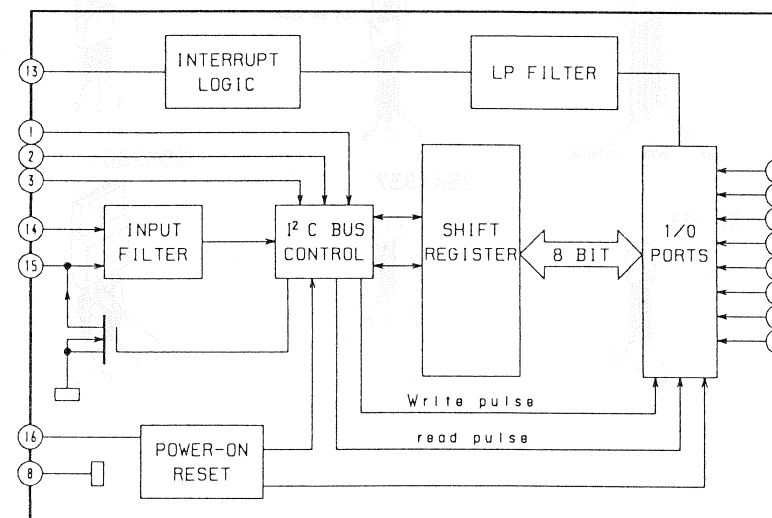 13
INTERRUPT
LOGIC
LP FILTER
1
2
3
14
INPUT
FILTER
I² C BUS
CONTROL
SHIFT
REGISTER
8 BIT
I/O
PORTS
15
Write pulse
16
POWER-ON
RESET
read pulse
8